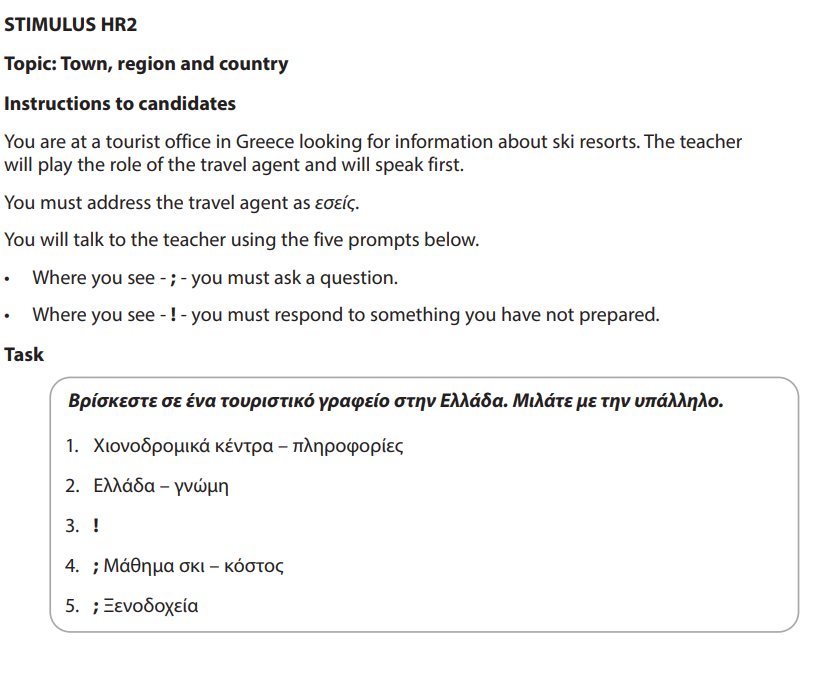 STIMULUS HR2
Topic: Town, region and country
Instructions to candidates
You are at a tourist office in Greece looking for information about ski resorts. The teacher
will play the role of the travel agent and will speak first.
You must address the travel agent as εσείς.
You will talk to the teacher using the five prompts below.
• Where you see - ; - you must ask a question.
• Where you see - ! - you must respond to something you have not prepared.
Task
Βρίσκεστε σε ένα τουριστικό γραφείο στην Ελλάδα. Μιλάτε με την υπάλληλο.
1. Χιονοδρομικά κέντρα – πληροφορίες
2. Ελλάδα – γνώμη
3. !
4. ; Μάθημα σκι – κόστος
5. ; Ξενοδοχεία